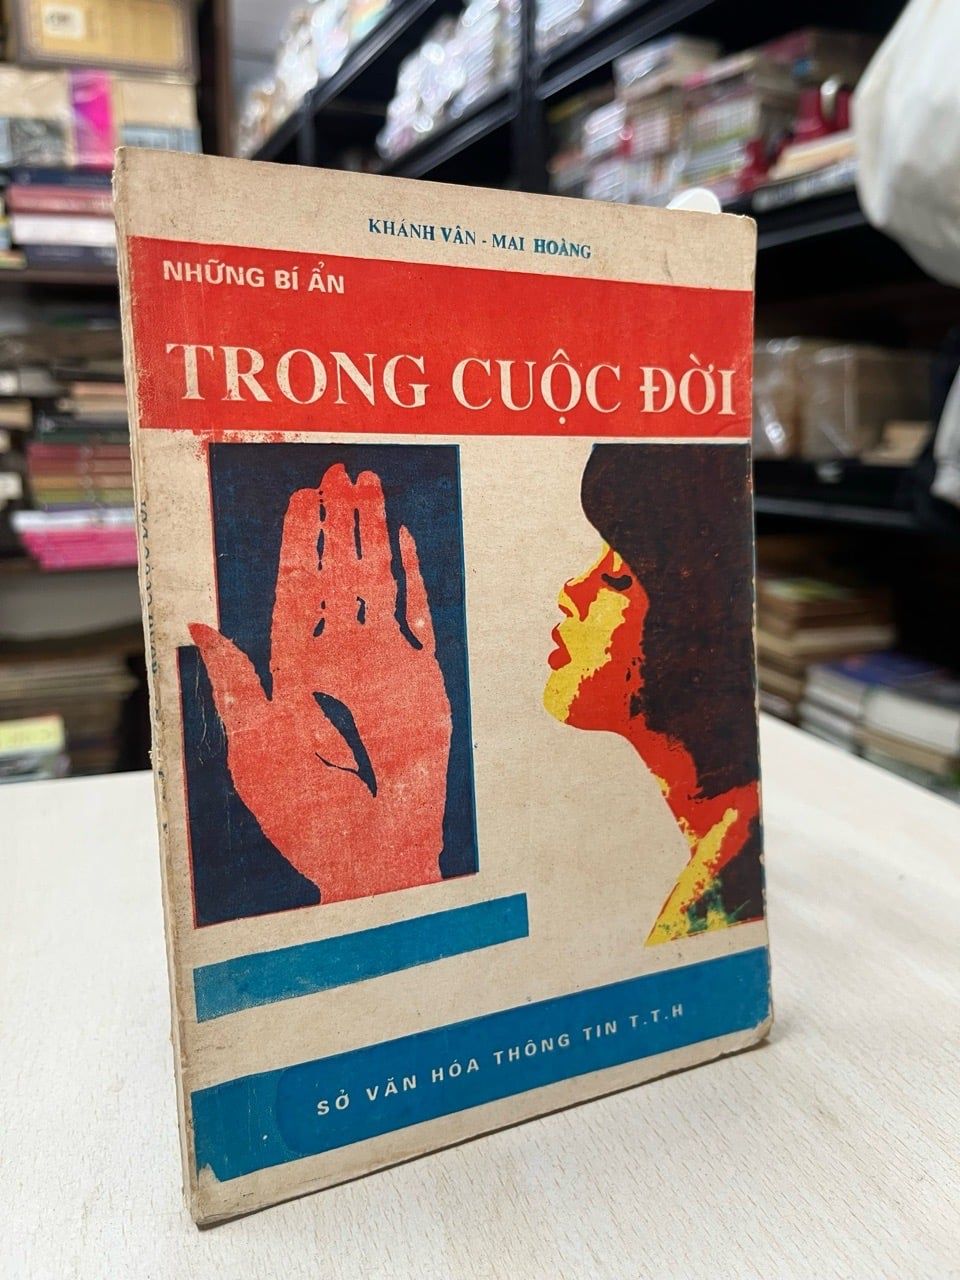 KHÁNH VÂN - MAI HOÀNG
NHỮNG BÍ ẨN
TRONG CUỘC ĐỜI
SỞ VĂN HÓA THÔNG TIN T.T.H